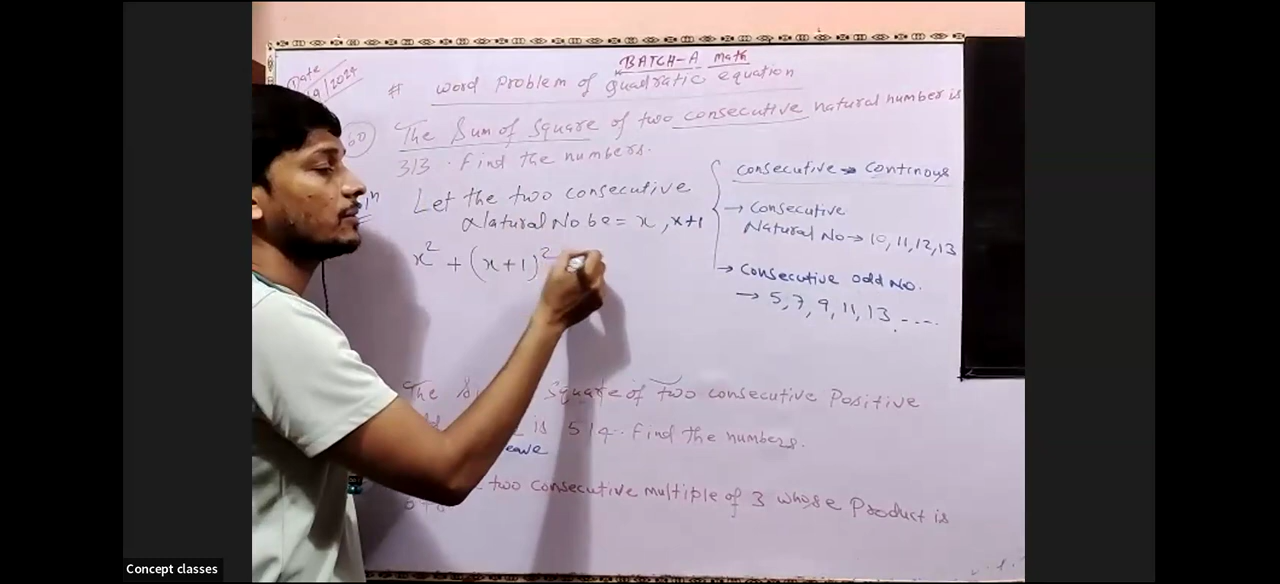 BATCH-A Math
Date
/9/2024
# word problem of quadratic equation
60
The Sum of square of two consecutive natural number is
313. Find the numbers.
Let the two consecutive
Natural No be = x, x+1
x² + (x+1)²
consecutive → continous
→ consecutive
Natural No → 10, 11, 12, 13
→ consecutive odd No.
→ 5, 7, 9, 11, 13 ----
The square of two consecutive Positive
is 514. Find the numbers.
two consecutive multiple of 3 whose Product is
Concept classes